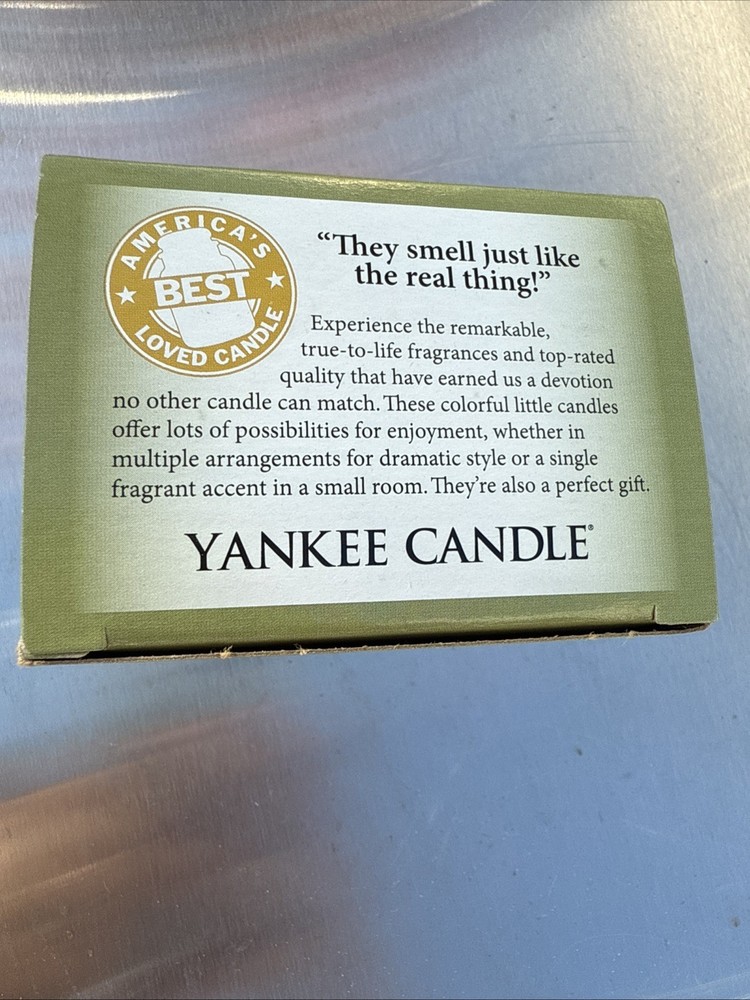 AMERICA'S
BEST
LOVED CANDLE
“They smell just like
the real thing!”
Experience the remarkable,
true-to-life fragrances and top-rated
quality that have earned us a devotion
no other candle can match. These colorful little candles
offer lots of possibilities for enjoyment, whether in
multiple arrangements for dramatic style or a single
fragrant accent in a small room. They’re also a perfect gift.
YANKEE CANDLE®